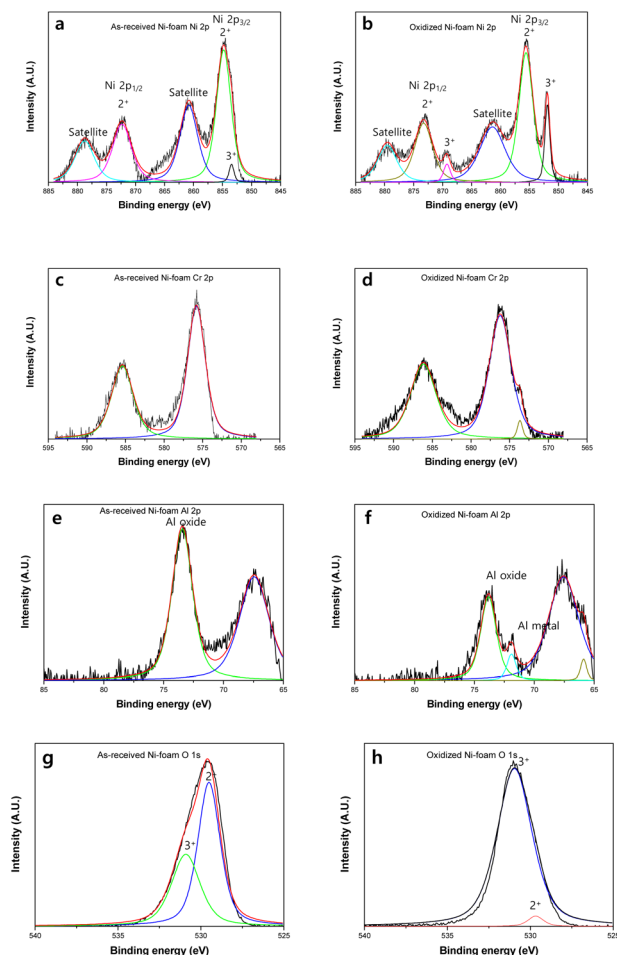 a
As-received Ni-foam Ni 2p
Ni 2p3/2
2+
Ni 2p1/2
2+
Satellite
Satellite
3+
Intensity (A.U.)
885 880 875 870 865 860 855 850 845
Binding energy (eV)
b
Oxidized Ni-foam Ni 2p
Ni 2p3/2
2+
3+
Ni 2p1/2
2+
Satellite
Satellite
3+
Intensity (A.U.)
885 880 875 870 865 860 855 850 845
Binding energy (eV)
c
As-received Ni-foam Cr 2p
Intensity (A.U.)
595 590 585 580 575 570 565
Binding energy (eV)
d
Oxidized Ni-foam Cr 2p
Intensity (A.U.)
595 590 585 580 575 570 565
Binding energy (eV)
e
As-received Ni-foam Al 2p
Al oxide
Intensity (A.U.)
85 80 75 70 65
Binding energy (eV)
f
Oxidized Ni-foam Al 2p
Al oxide
Al metal
Intensity (A.U.)
85 80 75 70 65
Binding energy (eV)
g
As-received Ni-foam O 1s
2+
3+
Intensity (A.U.)
540 535 530 525
Binding energy (eV)
h
Oxidized Ni-foam O 1s
3+
2+
Intensity (A.U.)
540 535 530 525
Binding energy (eV)